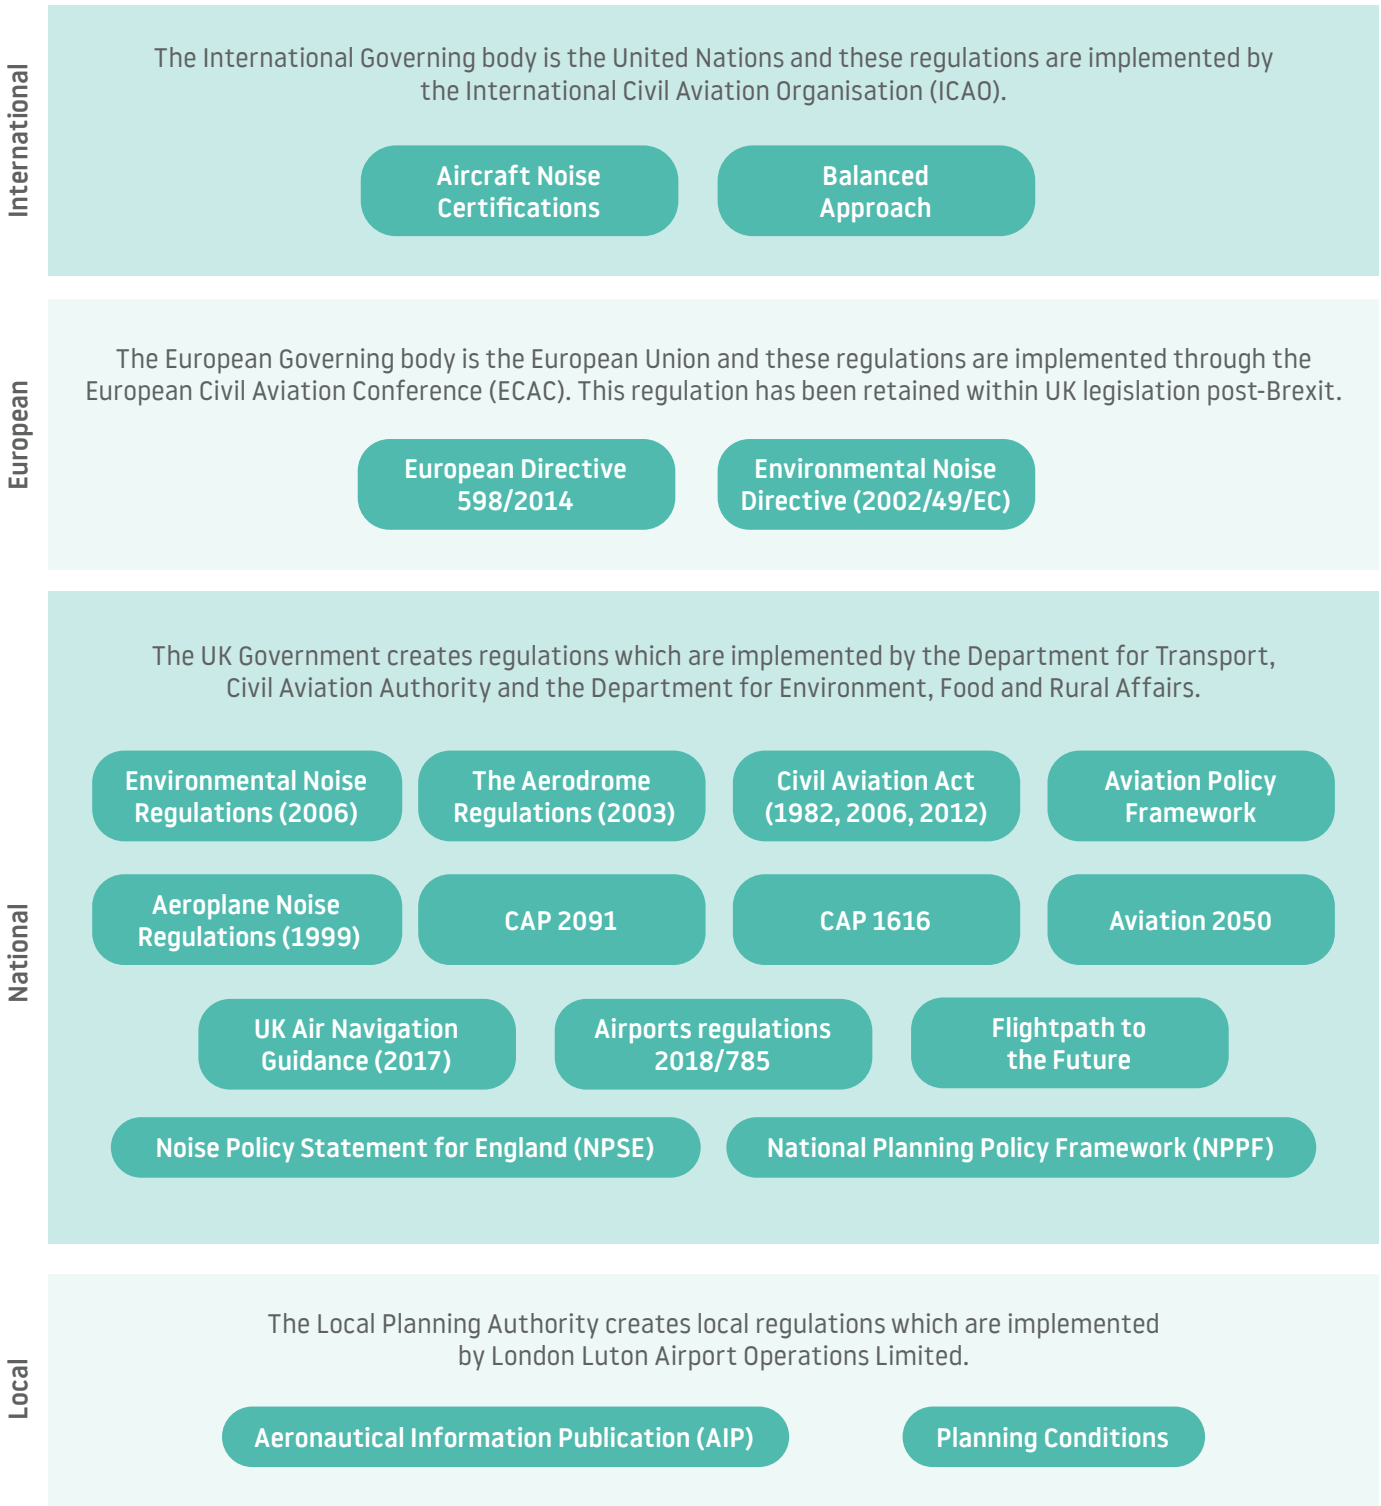 International
The International Governing body is the United Nations and these regulations are implemented by
the International Civil Aviation Organisation (ICAO).
Aircraft Noise
Certifications
Balanced
Approach
European
The European Governing body is the European Union and these regulations are implemented through the
European Civil Aviation Conference (ECAC). This regulation has been retained within UK legislation post-Brexit.
European Directive
598/2014
Environmental Noise
Directive (2002/49/EC)
National
The UK Government creates regulations which are implemented by the Department for Transport,
Civil Aviation Authority and the Department for Environment, Food and Rural Affairs.
Environmental Noise
Regulations (2006)
The Aerodrome
Regulations (2003)
Civil Aviation Act
(1982, 2006, 2012)
Aviation Policy
Framework
Aeroplane Noise
Regulations (1999)
CAP 2091
CAP 1616
Aviation 2050
UK Air Navigation
Guidance (2017)
Airports regulations
2018/785
Flightpath to
the Future
Noise Policy Statement for England (NPSE)
National Planning Policy Framework (NPPF)
Local
The Local Planning Authority creates local regulations which are implemented
by London Luton Airport Operations Limited.
Aeronautical Information Publication (AIP)
Planning Conditions